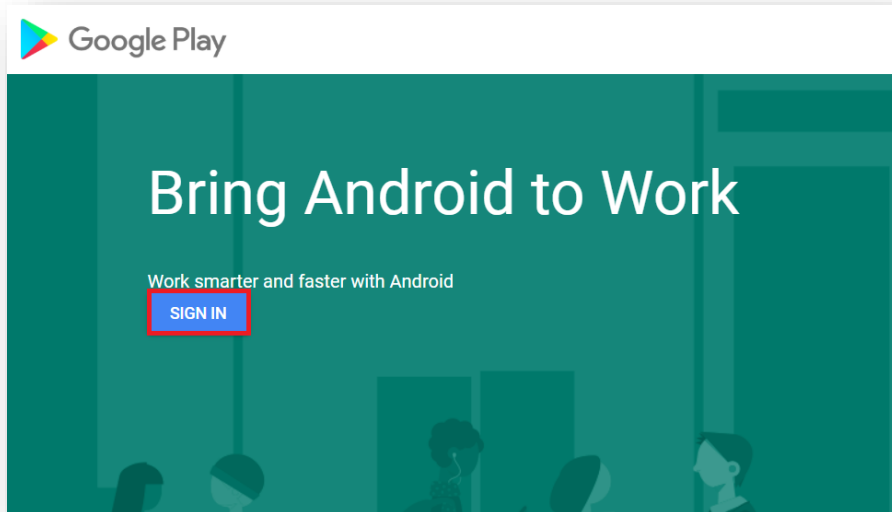 Google Play
Bring Android to Work
Work smarter and faster with Android
SIGN IN